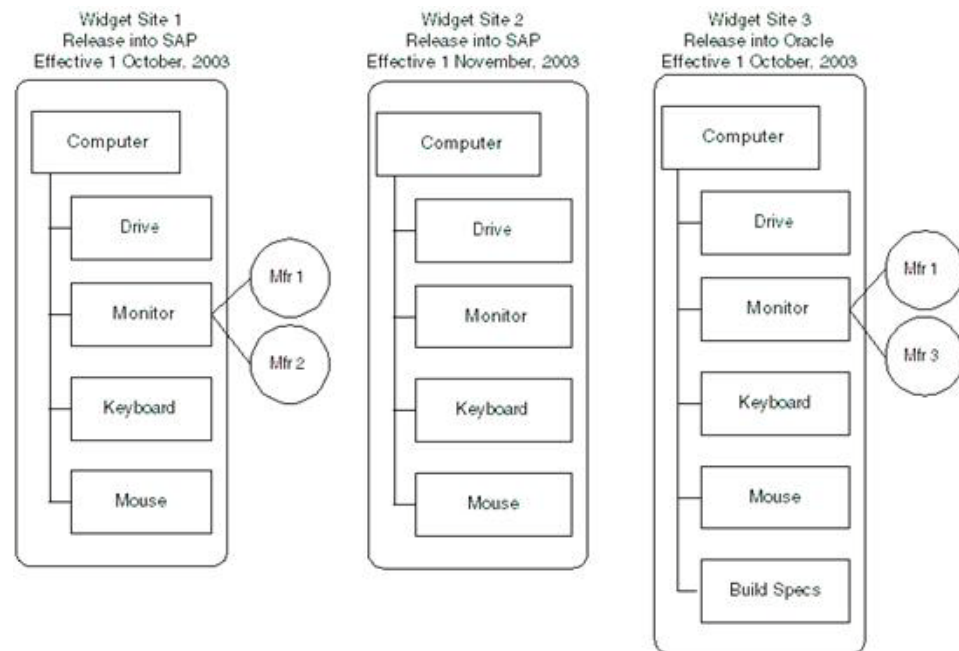 Widget Site 1
Release into SAP
Effective 1 October, 2003
Computer
Drive
Monitor
Keyboard
Mouse
Mfr 1
Mfr 2
Widget Site 2
Release into SAP
Effective 1 November, 2003
Computer
Drive
Monitor
Keyboard
Mouse
Widget Site 3
Release into Oracle
Effective 1 October, 2003
Computer
Drive
Monitor
Keyboard
Mouse
Build Specs
Mfr 1
Mfr 3